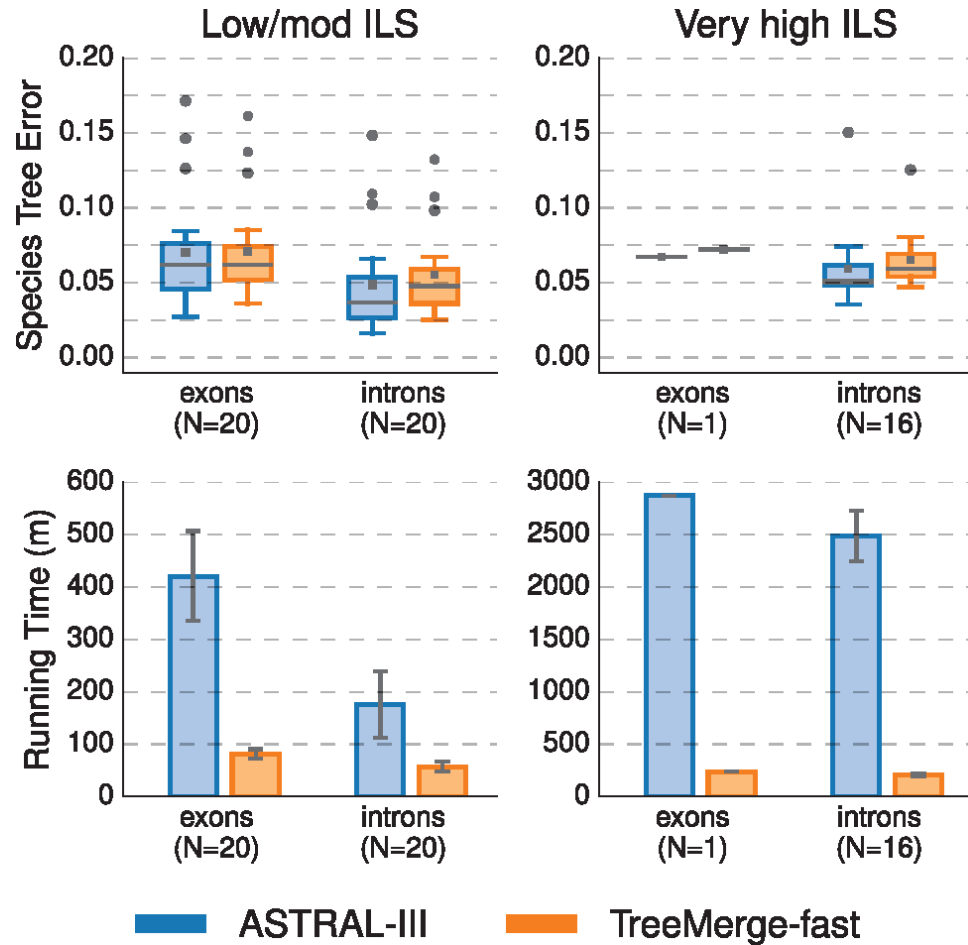 Low/mod ILS
Very high ILS
Species Tree Error
0.20
0.15
0.10
0.05
0.00
exons
(N=20)
introns
(N=20)
0.20
0.15
0.10
0.05
0.00
exons
(N=1)
introns
(N=16)
Running Time (m)
600
500
400
300
200
100
0
exons
(N=20)
introns
(N=20)
3000
2500
2000
1500
1000
500
0
exons
(N=1)
introns
(N=16)
ASTRAL-III
TreeMerge-fast